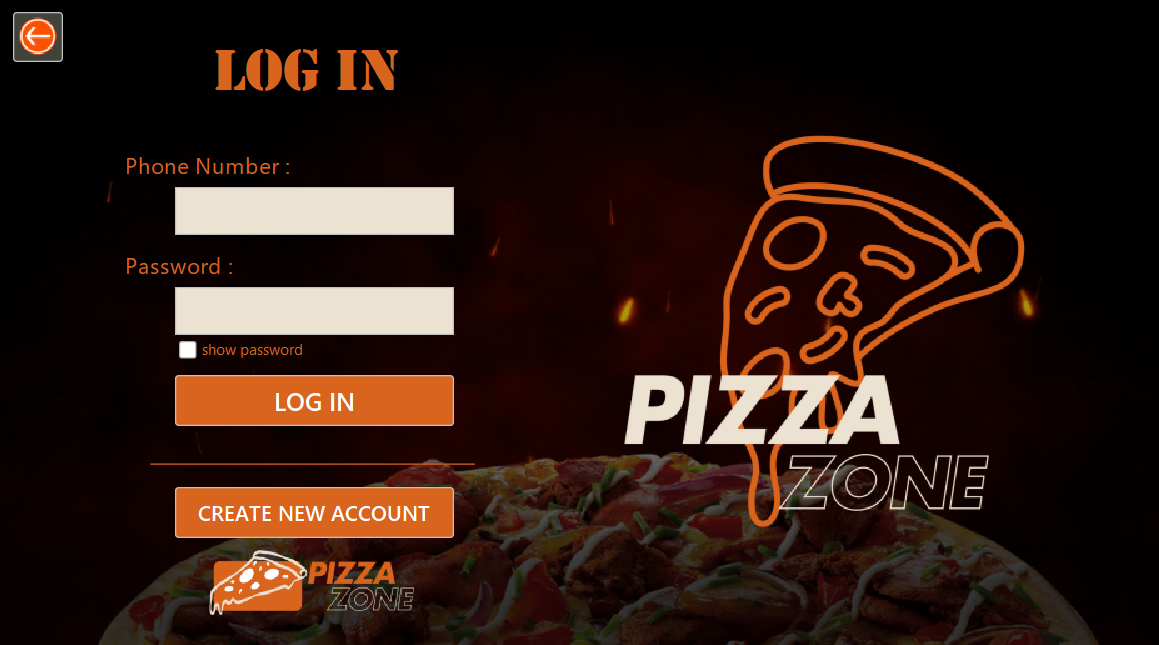 LOG IN
Phone Number :
Password :
show password
LOG IN
CREATE NEW ACCOUNT
PIZZA
ZONE
PIZZA
ZONE